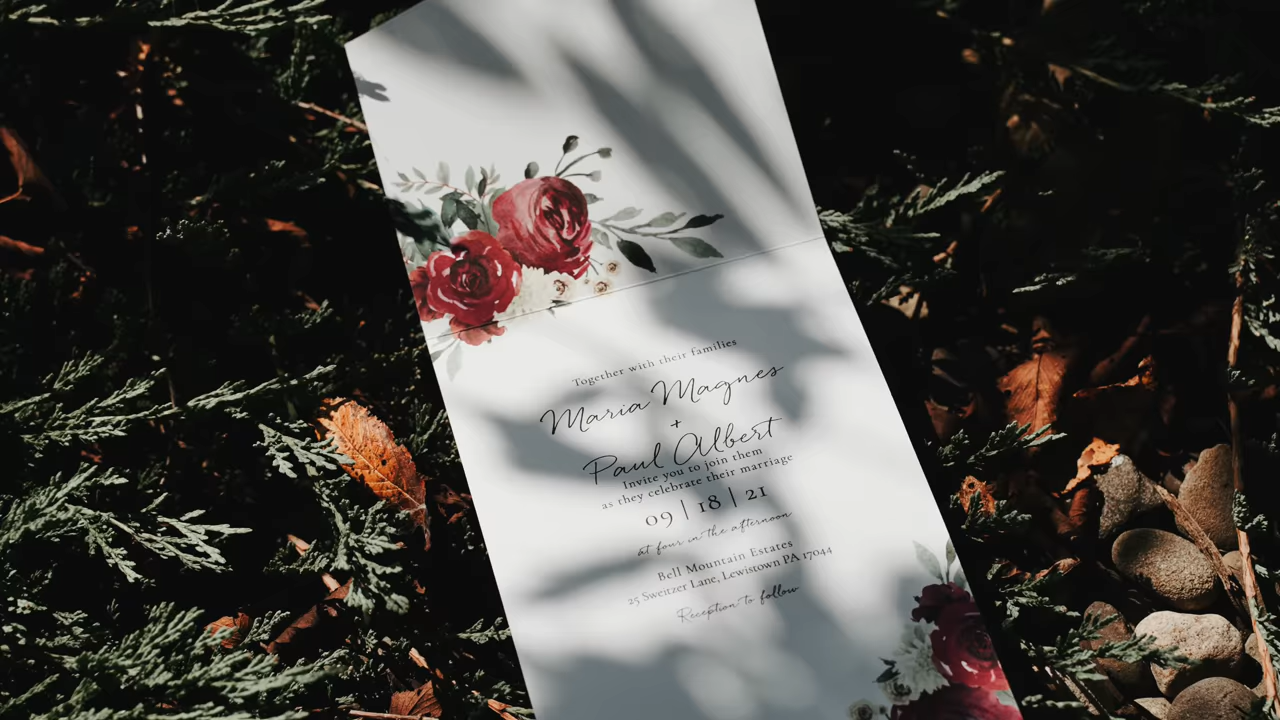 Together with their families
Maria Magnes
+
Paul Albert
Invite you to join them
as they celebrate their marriage
09 | 18 | 21
at four in the afternoon
Bell Mountain Estates
25 Sweitzer Lane, Lewistown PA 17044
Reception to follow